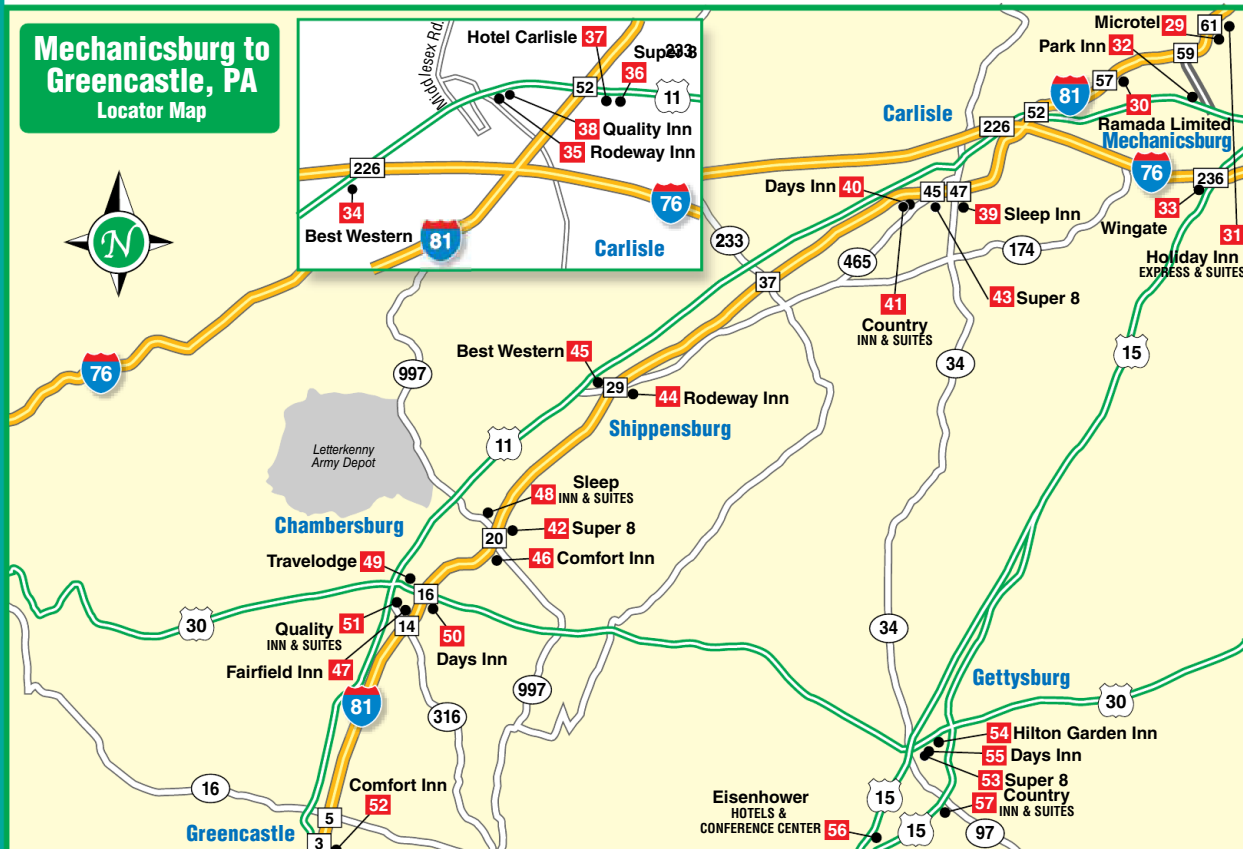 Mechanicsburg to
Greencastle, PA
Locator Map
Middlesex Rd.
Hotel Carlisle 37
Super 8
233
36
52
11
38 Quality Inn
35 Rodeway Inn
226
34
Best Western
81
76
Carlisle
N
Microtel 29
61
Park Inn 32
59
57
81
30
Ramada Limited
Carlisle
52
226
Mechanicsburg
76
236
33
Wingate
31
Holiday Inn
EXPRESS & SUITES
Days Inn 40
45
47
39 Sleep Inn
233
465
174
37
41
Country
INN & SUITES
43 Super 8
15
34
76
997
Best Western 45
29
44 Rodeway Inn
Shippensburg
Letterkenny
Army Depot
11
Sleep
48 INN & SUITES
Chambersburg
42 Super 8
20
46 Comfort Inn
Travelodge 49
16
30
Quality 51
INN & SUITES
14
50
Days Inn
Fairfield Inn 47
34
Gettysburg
997
81
316
30
54 Hilton Garden Inn
55 Days Inn
53 Super 8
16
Comfort Inn
52
57 Country
INN & SUITES
Eisenhower
HOTELS &
CONFERENCE CENTER 56
15
15
97
5
Greencastle
3